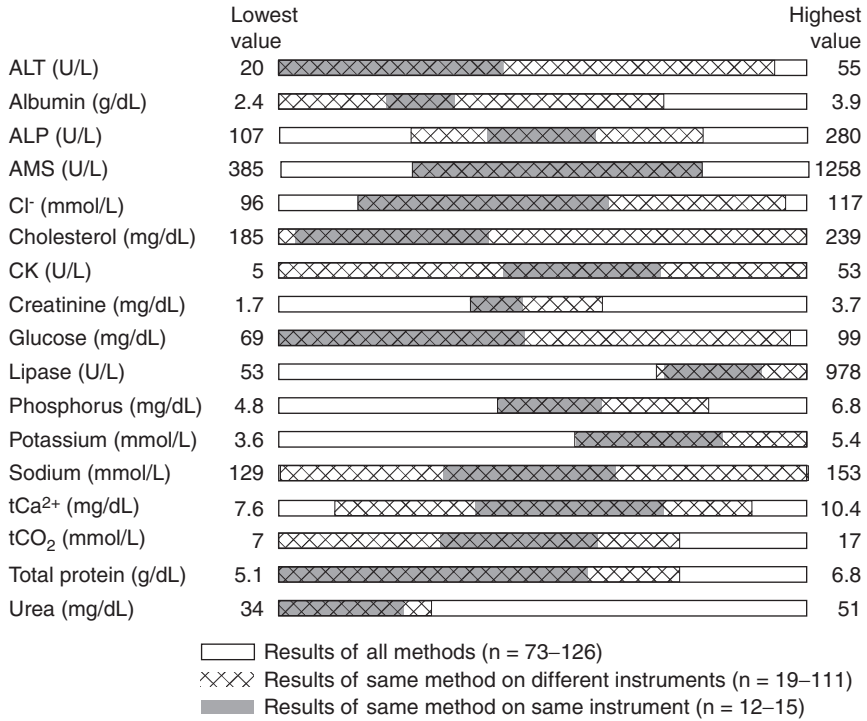 Lowest value Highest value
ALT (U/L) 20 55
Albumin (g/dL) 2.4 3.9
ALP (U/L) 107 280
AMS (U/L) 385 1258
Cl⁻ (mmol/L) 96 117
Cholesterol (mg/dL) 185 239
CK (U/L) 5 53
Creatinine (mg/dL) 1.7 3.7
Glucose (mg/dL) 69 99
Lipase (U/L) 53 978
Phosphorus (mg/dL) 4.8 6.8
Potassium (mmol/L) 3.6 5.4
Sodium (mmol/L) 129 153
tCa²⁺ (mg/dL) 7.6 10.4
tCO₂ (mmol/L) 7 17
Total protein (g/dL) 5.1 6.8
Urea (mg/dL) 34 51
Results of all methods (n = 73–126)
Results of same method on different instruments (n = 19–111)
Results of same method on same instrument (n = 12–15)